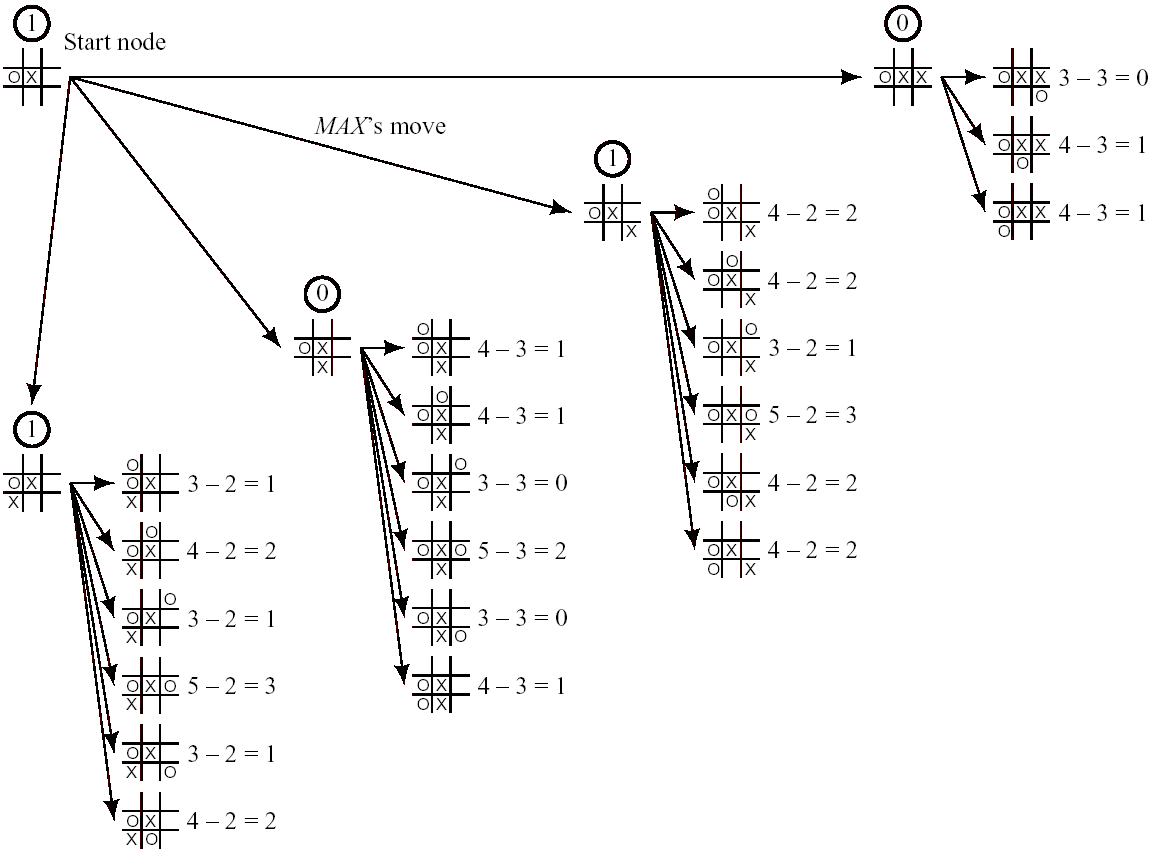 1
Start node
O X
MAX's move
0
O X X
O X X 3 – 3 = 0
O
O X X 4 – 3 = 1
O
O X X 4 – 3 = 1
O
1
O X
X
O
O X 4 – 2 = 2
X
O
O X 4 – 2 = 2
X
O
O X 3 – 2 = 1
X
O X O 5 – 2 = 3
X
O X 4 – 2 = 2
O X
O X 4 – 2 = 2
O X
0
O X
X
O
O X 4 – 3 = 1
X
O
O X 4 – 3 = 1
X
O
O X 3 – 3 = 0
X
O X O 5 – 3 = 2
X
O X 3 – 3 = 0
X O
O X 4 – 3 = 1
O X
1
O X
X
O
O X 3 – 2 = 1
X
O
O X 4 – 2 = 2
X
O
O X 3 – 2 = 1
X
O X O 5 – 2 = 3
X
O X 3 – 2 = 1
X O
O X 4 – 2 = 2
X O